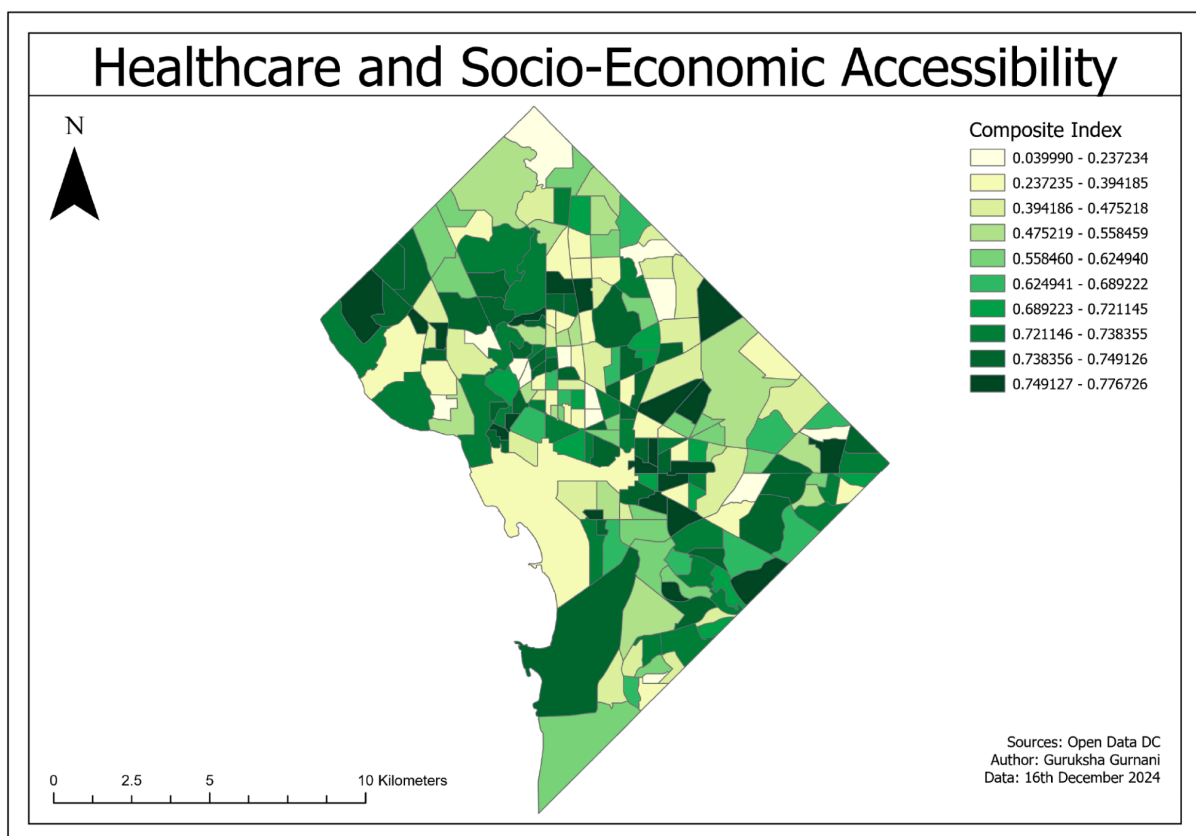 Healthcare and Socio-Economic Accessibility
N
Composite Index
0.039990 - 0.237234
0.237235 - 0.394185
0.394186 - 0.475218
0.475219 - 0.558459
0.558460 - 0.624940
0.624941 - 0.689222
0.689223 - 0.721145
0.721146 - 0.738355
0.738356 - 0.749126
0.749127 - 0.776726
Sources: Open Data DC
Author: Guruksha Gurnani
Data: 16th December 2024
0 2.5 5 10 Kilometers